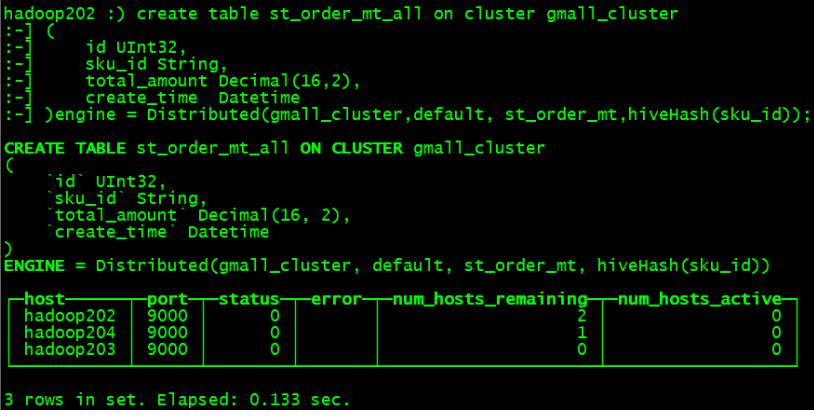 hadoop202 :) create table st_order_mt_all on cluster gmall_cluster
:-] (
:-]     id UInt32,
:-]     sku_id String,
:-]     total_amount Decimal(16,2),
:-]     create_time  Datetime
:-] )engine = Distributed(gmall_cluster,default, st_order_mt,hiveHash(sku_id));
CREATE TABLE st_order_mt_all ON CLUSTER gmall_cluster
(
    `id` UInt32,
    `sku_id` String,
    `total_amount` Decimal(16, 2),
    `create_time` Datetime
)
ENGINE = Distributed(gmall_cluster, default, st_order_mt, hiveHash(sku_id))
host port status error num_hosts_remaining num_hosts_active
hadoop202 9000 0 2 0
hadoop204 9000 0 1 0
hadoop203 9000 0 0 0
3 rows in set. Elapsed: 0.133 sec.